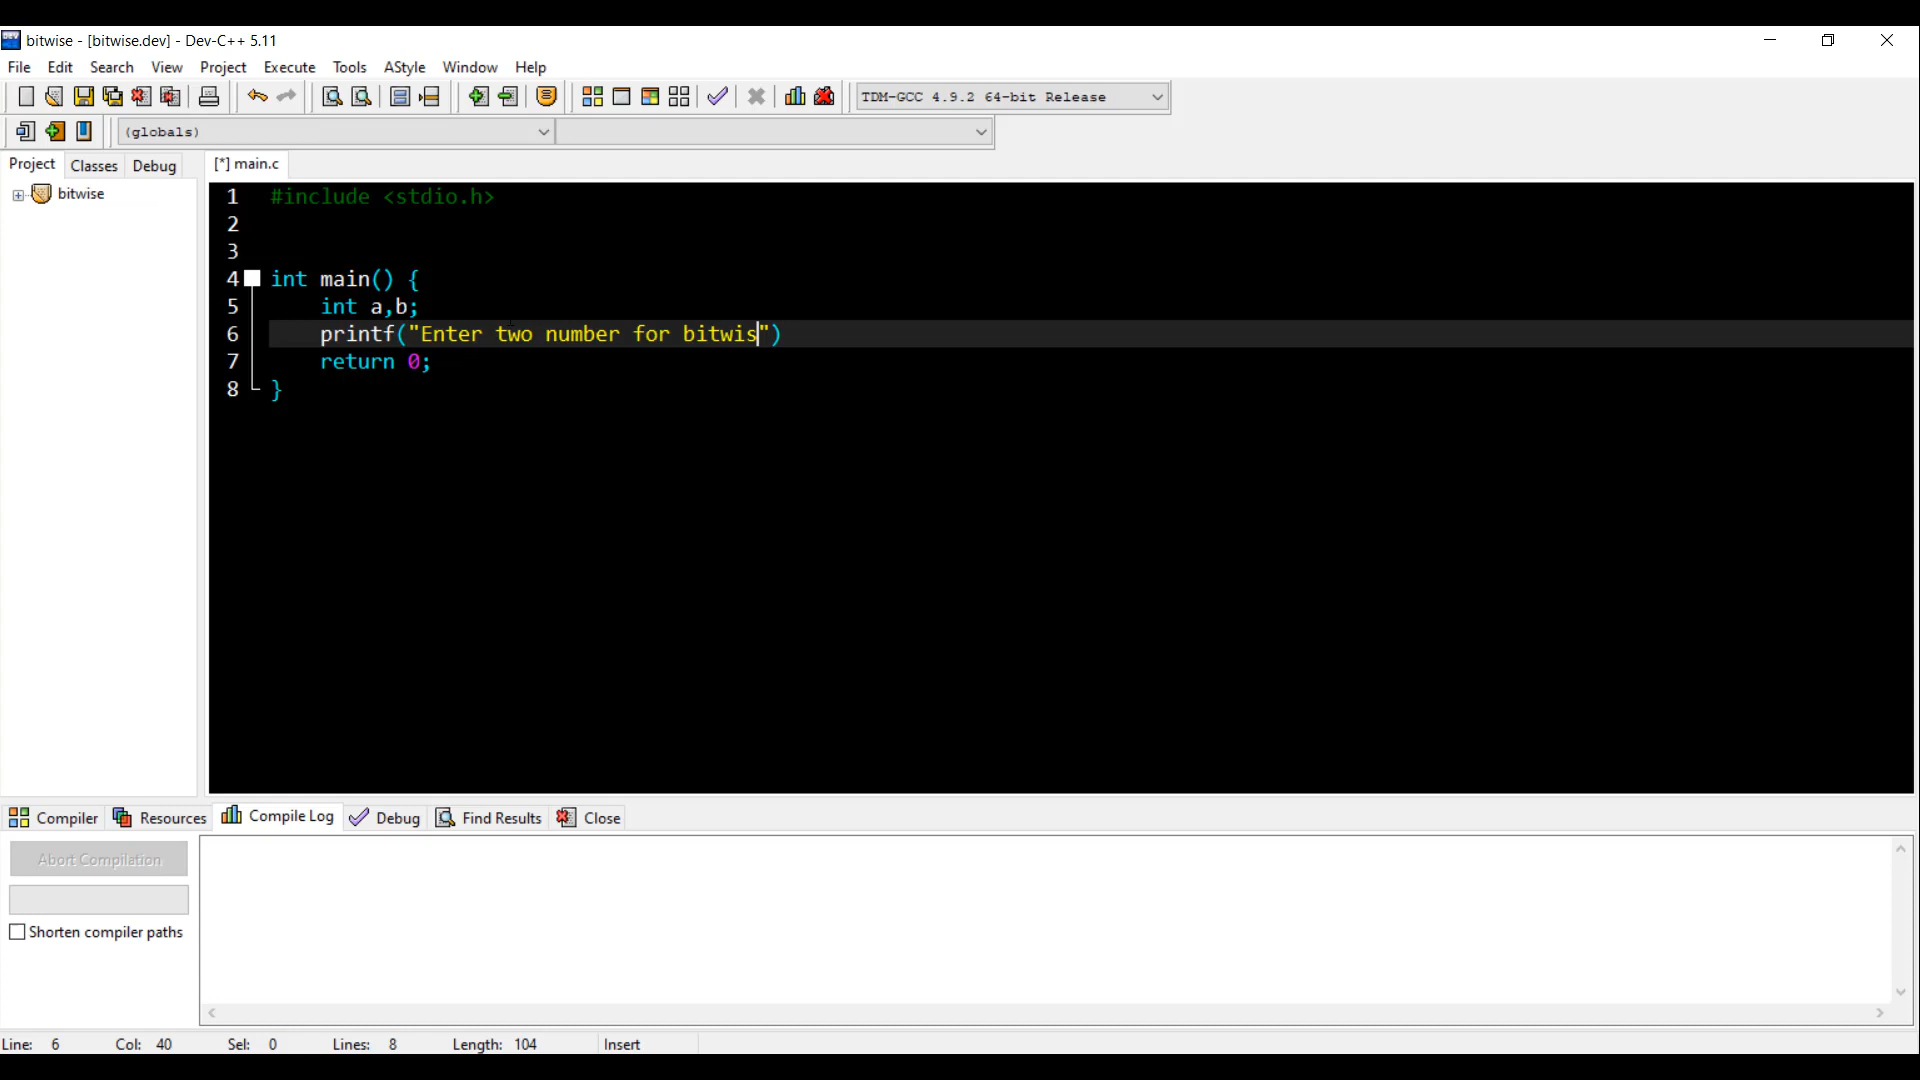 bitwise - [bitwise.dev] - Dev-C++ 5.11
File Edit Search View Project Execute Tools AStyle Window Help
TDM-GCC 4.9.2 64-bit Release
(globals)
Project Classes Debug [*] main.c
bitwise
1 #include <stdio.h>
2
3
4 int main() {
5 int a,b;
6 printf("Enter two number for bitwis")
7 return 0;
8 }
Compiler Resources Compile Log Debug Find Results Close
Abort Compilation
Shorten compiler paths
Line: 6 Col: 40 Sel: 0 Lines: 8 Length: 104 Insert